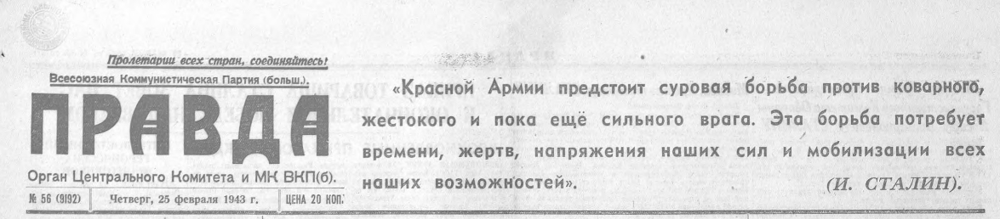 Пролетарии всех стран, соединяйтесь!
Всесоюзная Коммунистическая Партия (больш.).
ПРАВДА
Орган Центрального Комитета и МК ВКП(б).
№ 56 (9192) Четверг, 25 февраля 1943 г. ЦЕНА 20 КОП.
«Красной Армии предстоит суровая борьба против коварного,
жестокого и пока ещё сильного врага. Эта борьба потребует
времени, жертв, напряжения наших сил и мобилизации всех
наших возможностей».
(И. СТАЛИН).